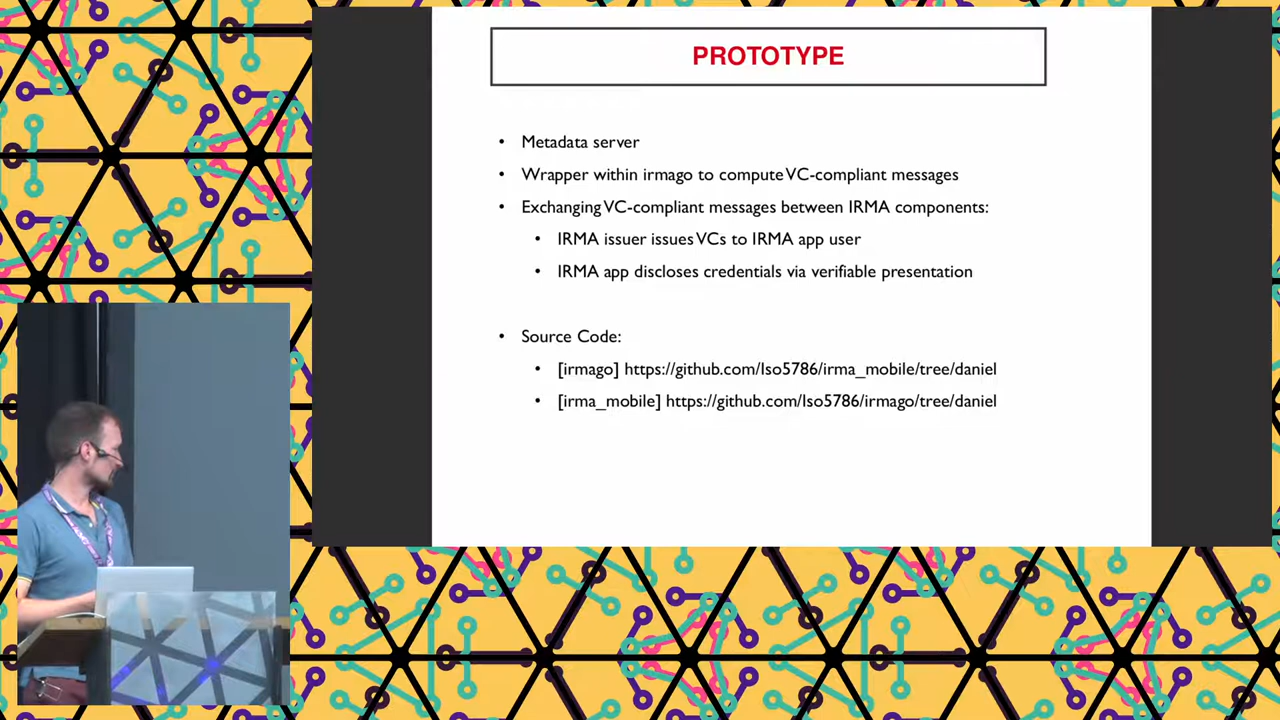 PROTOTYPE
• Metadata server
• Wrapper within irmago to compute VC-compliant messages
• Exchanging VC-compliant messages between IRMA components:
• IRMA issuer issues VCs to IRMA app user
• IRMA app discloses credentials via verifiable presentation
• Source Code:
• [irmago] https://github.com/lso5786/irma_mobile/tree/daniel
• [irma_mobile] https://github.com/lso5786/irmago/tree/daniel